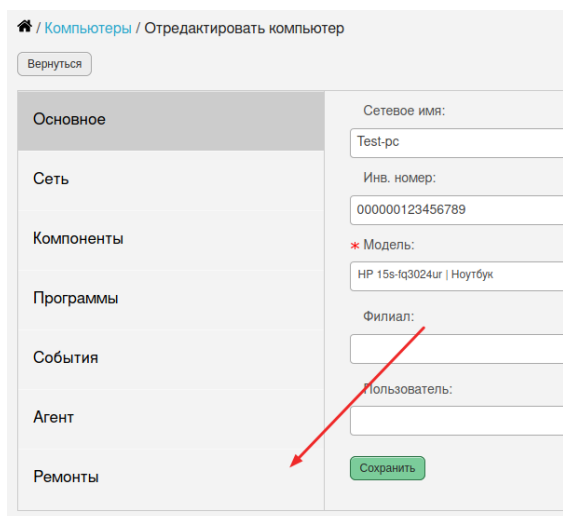 / Компьютеры / Отредактировать компьютер
Вернуться
Основное
Сеть
Компоненты
Программы
События
Агент
Ремонты
Сетевое имя:
Test-pc
Инв. номер:
000000123456789
* Модель:
HP 15s-fq3024ur | Ноутбук
Филиал:
Пользователь:
Сохранить